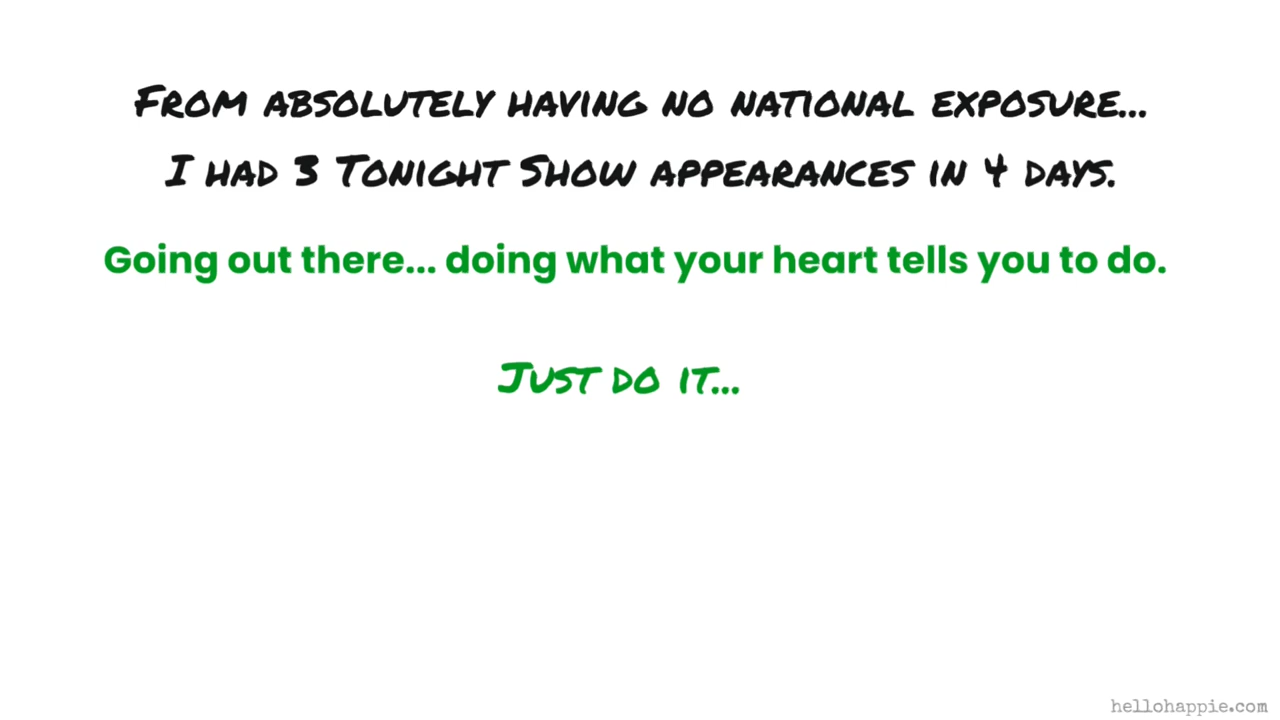 From absolutely having no national exposure...
I had 3 Tonight Show appearances in 4 days.
Going out there... doing what your heart tells you to do.
Just do it...
hellohappie.com